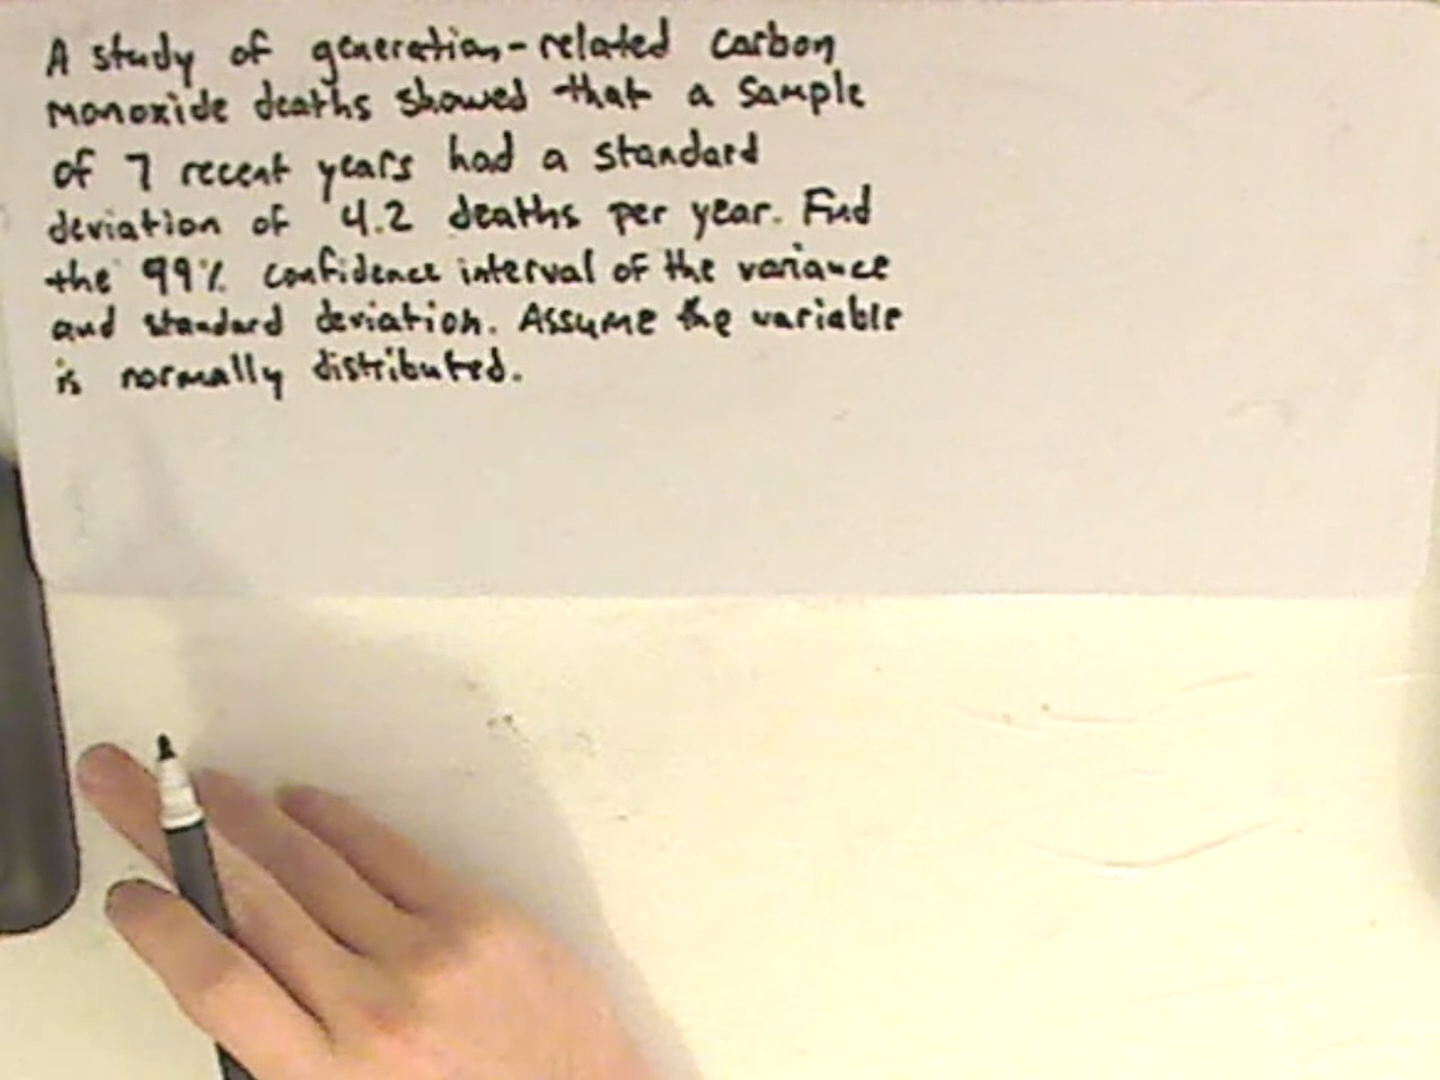 A study of generation-related carbon
monoxide deaths showed that a sample
of 7 recent years had a standard
deviation of 4.2 deaths per year. Find
the 99% confidence interval of the variance
and standard deviation. Assume the variable
is normally distributed.